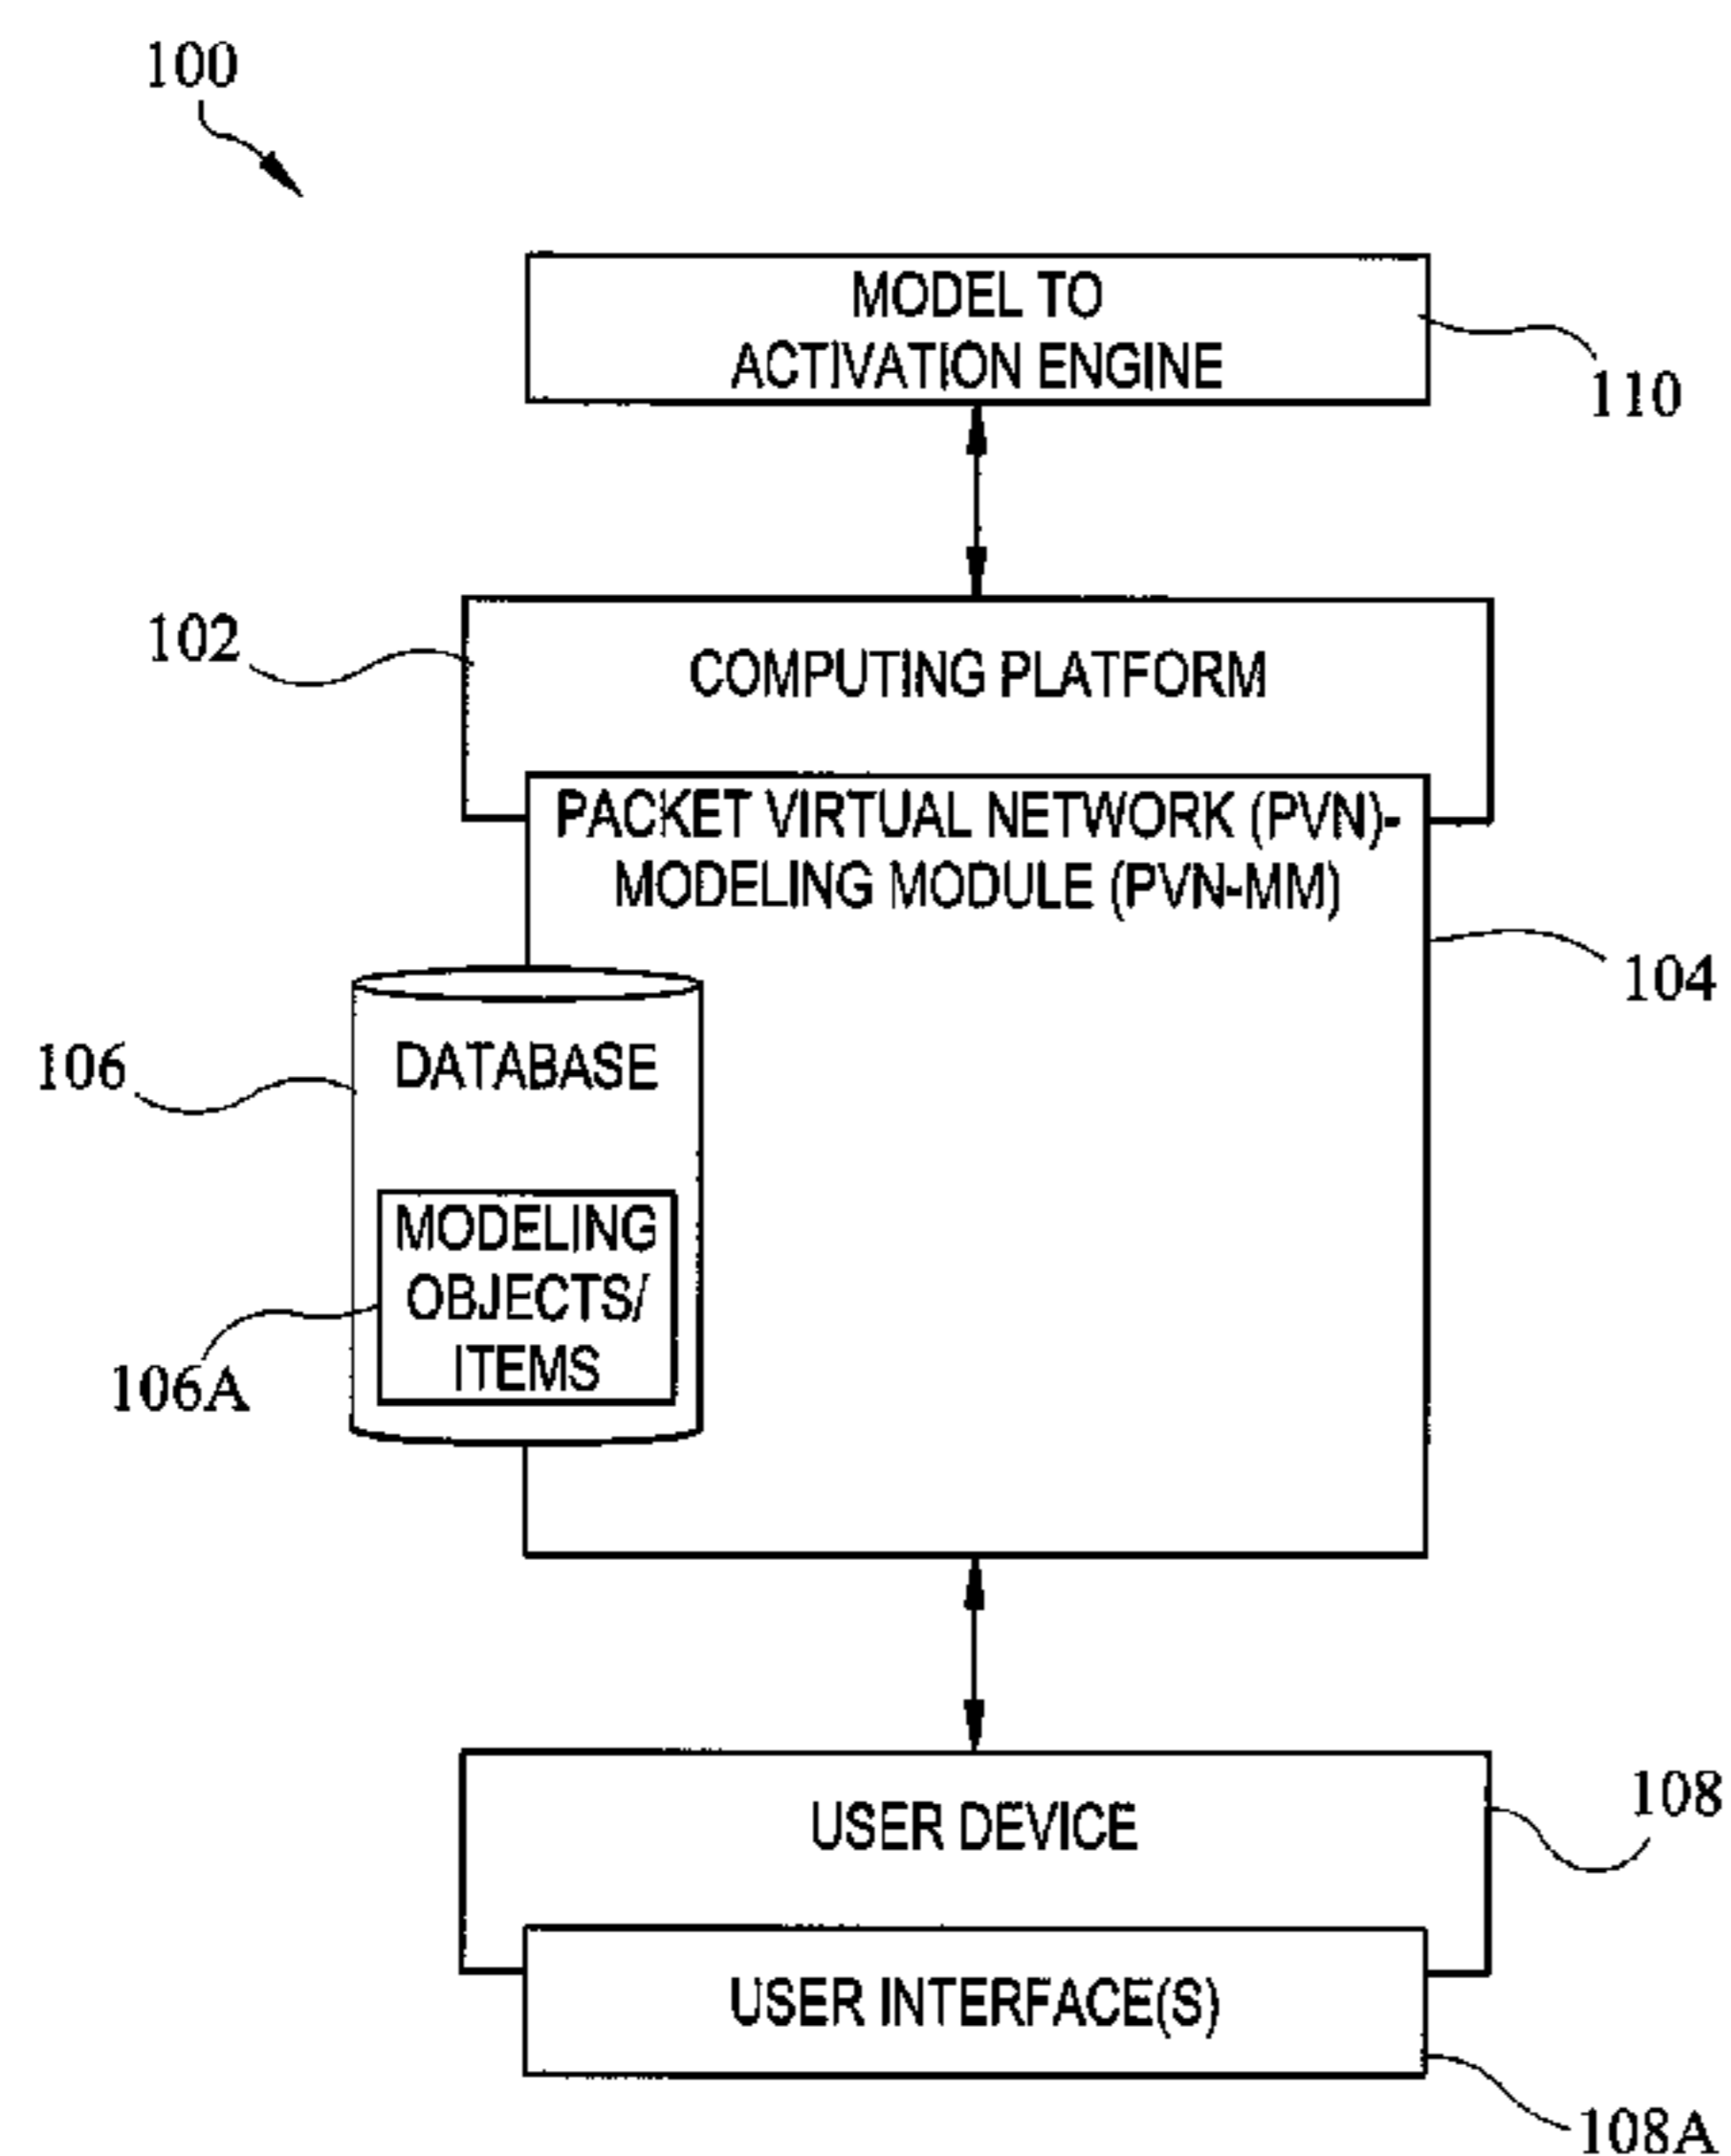 100
MODEL TO
ACTIVATION ENGINE
110
102
COMPUTING PLATFORM
PACKET VIRTUAL NETWORK (PVN)-
MODELING MODULE (PVN-MM)
104
106
DATABASE
MODELING
OBJECTS/
ITEMS
106A
USER DEVICE
108
USER INTERFACE(S)
108A